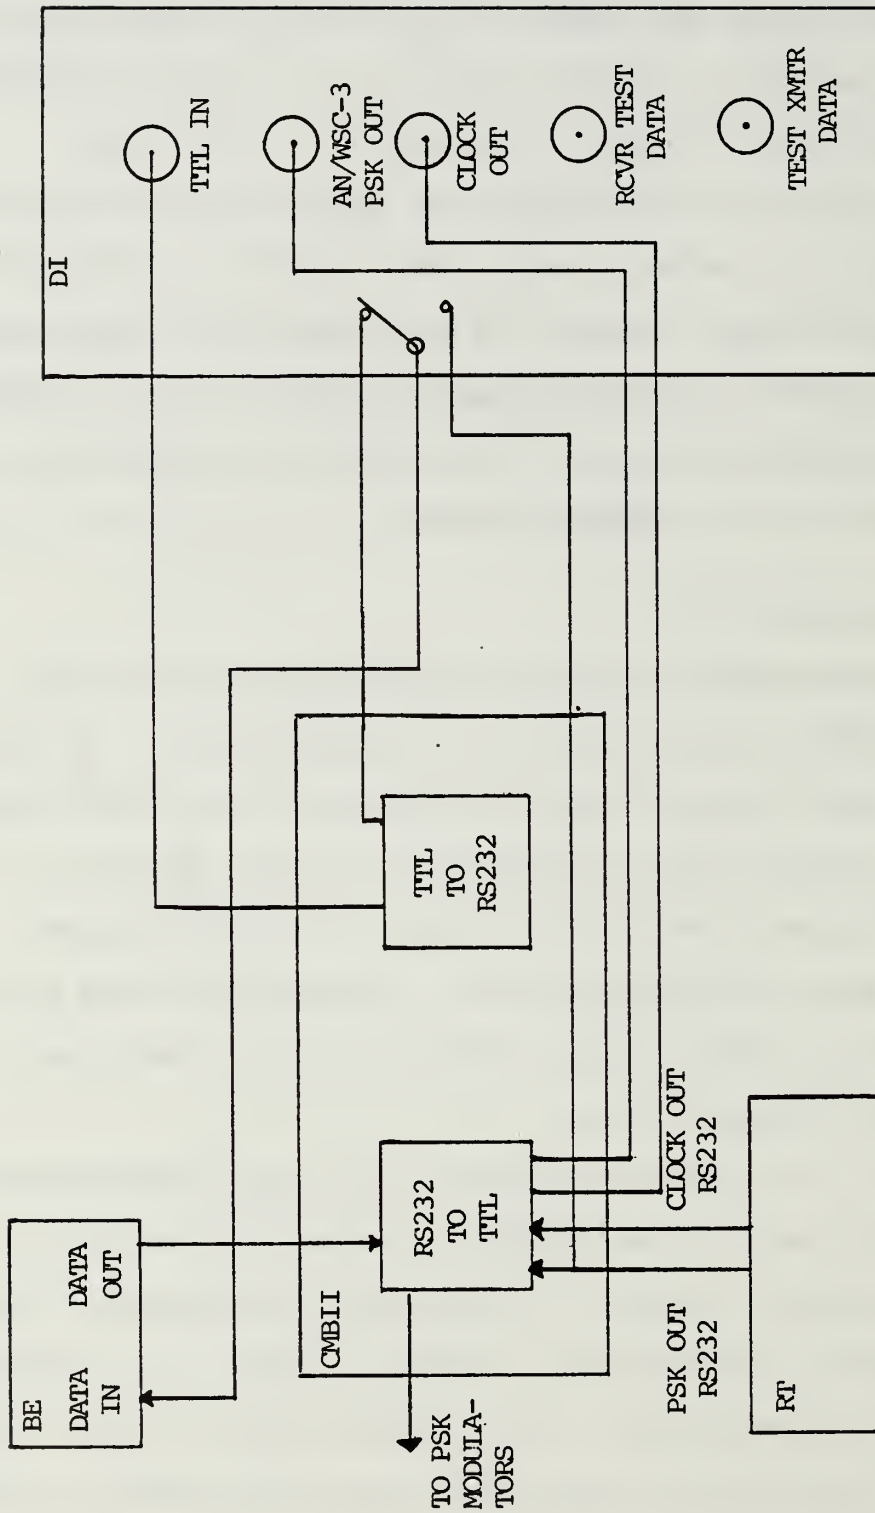 BE
DATA
IN
DATA
OUT
CMBII
TO PSK
MODULA-
TORS
RS232
TO
TTL
TTL
TO
RS232
PSK OUT
RS232
CLOCK OUT
RS232
RT
DI
TTL IN
AN/WSC-3
PSK OUT
CLOCK
OUT
RCVR TEST
DATA
TEST XMTR
DATA